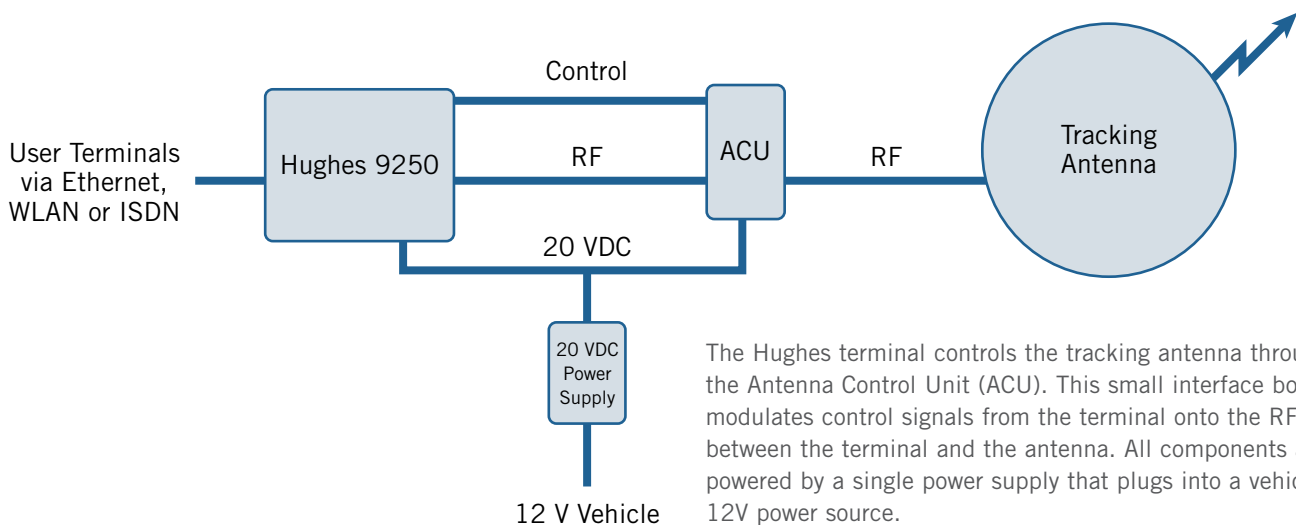 Control
User Terminals
via Ethernet,
WLAN or ISDN
Hughes 9250
RF
ACU
RF
Tracking
Antenna
20 VDC
20 VDC
Power
Supply
12 V Vehicle
The Hughes terminal controls the tracking antenna throu
the Antenna Control Unit (ACU). This small interface bo
modulates control signals from the terminal onto the RF
between the terminal and the antenna. All components
powered by a single power supply that plugs into a vehic
12V power source.